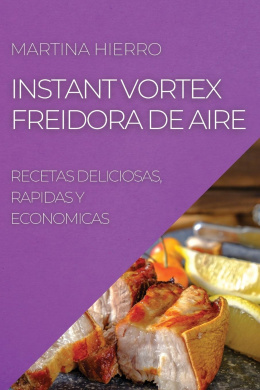 MARTINA HIERRO
INSTANT VORTEX
FREIDORA DE AIRE
RECETAS DELICIOSAS,
RAPIDAS Y
ECONOMICAS